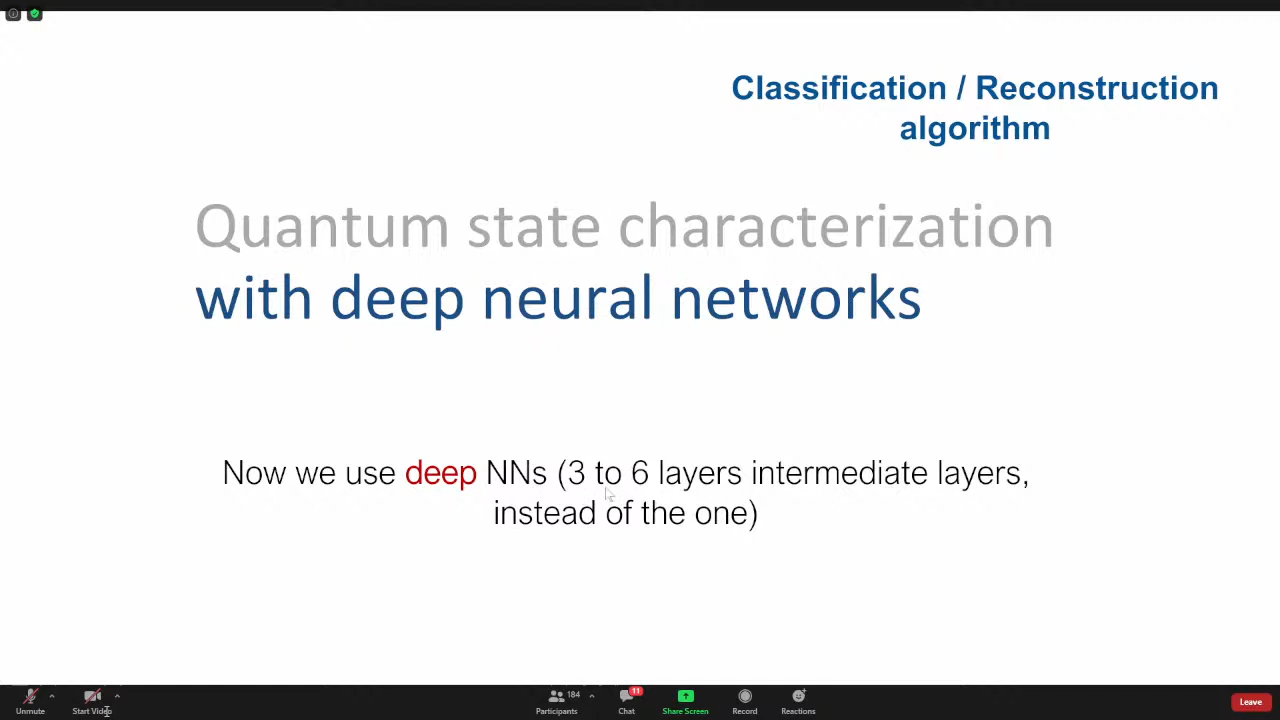 Classification / Reconstruction
algorithm
Quantum state characterization
with deep neural networks
Now we use deep NNs (3 to 6 layers intermediate layers,
instead of the one)
Unmute
Start Video
184
Participants
11
Chat
Share Screen
Record
Reactions
Leave